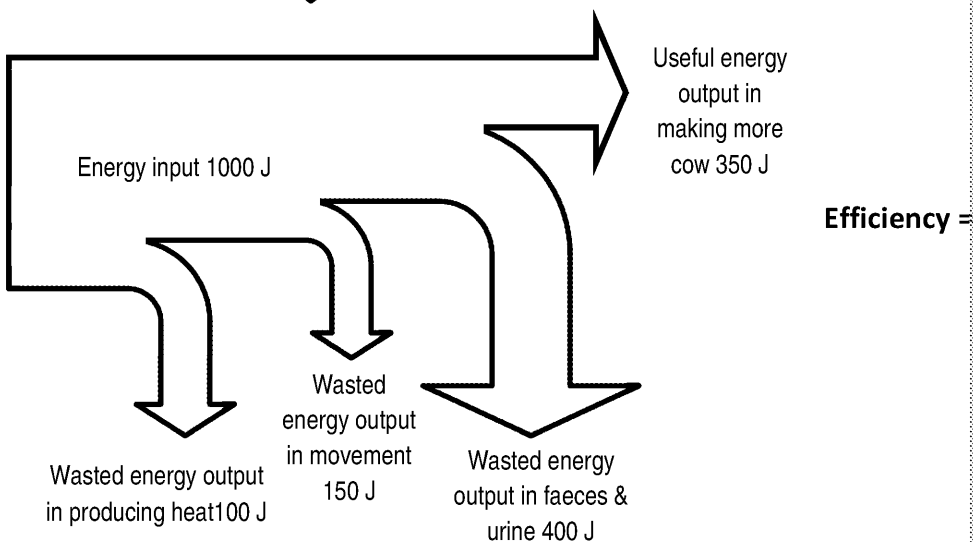 Useful energy
output in
making more
cow 350 J
Energy input 1000 J
Efficiency =
Wasted
energy output
in movement
150 J
Wasted energy output
in producing heat100 J
Wasted energy
output in faeces &
urine 400 J